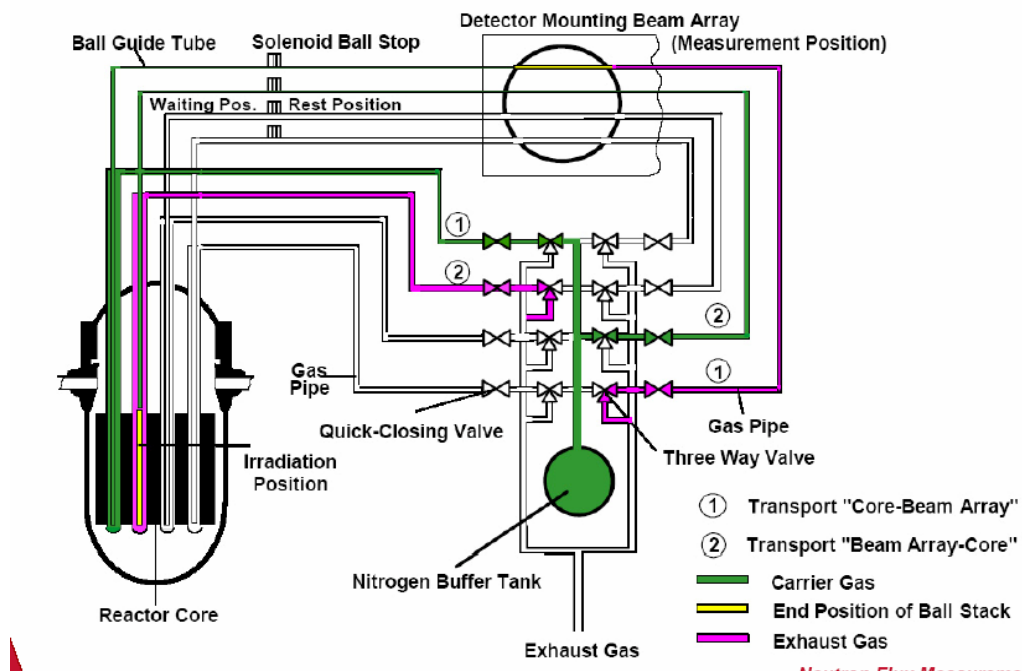 Detector Mounting Beam Array
(Measurement Position)
Ball Guide Tube
Solenoid Ball Stop
Waiting Pos.
Rest Position
1
2
2
1
Gas
Pipe
Quick-Closing Valve
Gas Pipe
Three Way Valve
Irradiation
Position
Nitrogen Buffer Tank
Reactor Core
Exhaust Gas
1 Transport "Core-Beam Array"
2 Transport "Beam Array-Core"
Carrier Gas
End Position of Ball Stack
Exhaust Gas